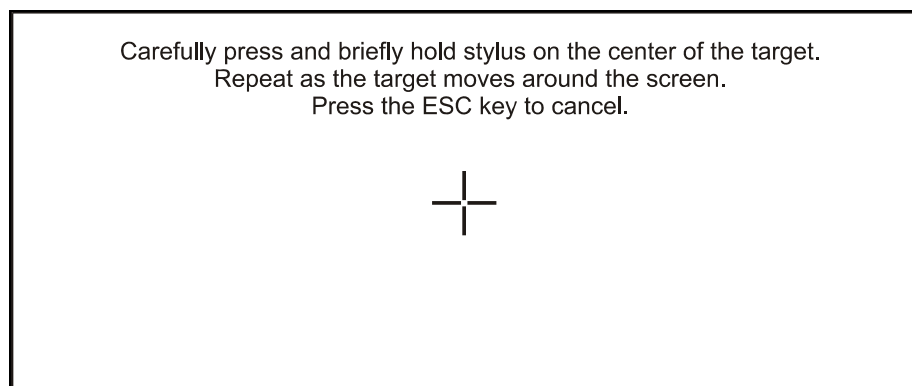 Carefully press and briefly hold stylus on the center of the target.
Repeat as the target moves around the screen.
Press the ESC key to cancel.